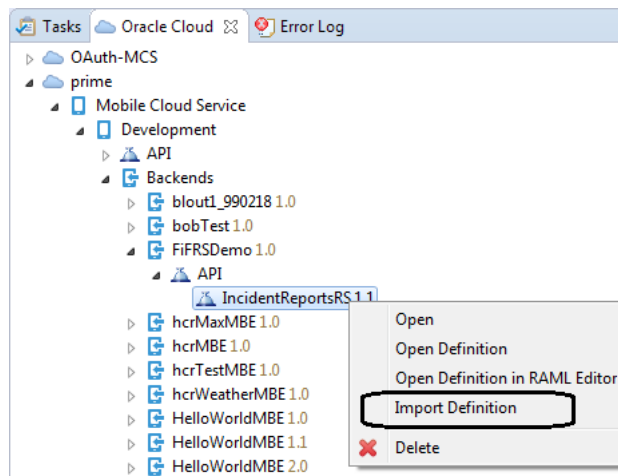 Tasks Oracle Cloud Error Log
OAuth-MCS
prime
Mobile Cloud Service
Development
API
Backends
blout1_990218 1.0
bobTest 1.0
FiFRSDemo 1.0
API
IncidentReportsRS 1.1
hcrMaxMBE 1.0
hcrMBE 1.0
hcrTestMBE 1.0
hcrWeatherMBE 1.0
HelloWorldMBE 1.0
HelloWorldMBE 1.1
HelloWorldMBE 2.0
Open
Open Definition
Open Definition in RAML Editor
Import Definition
Delete